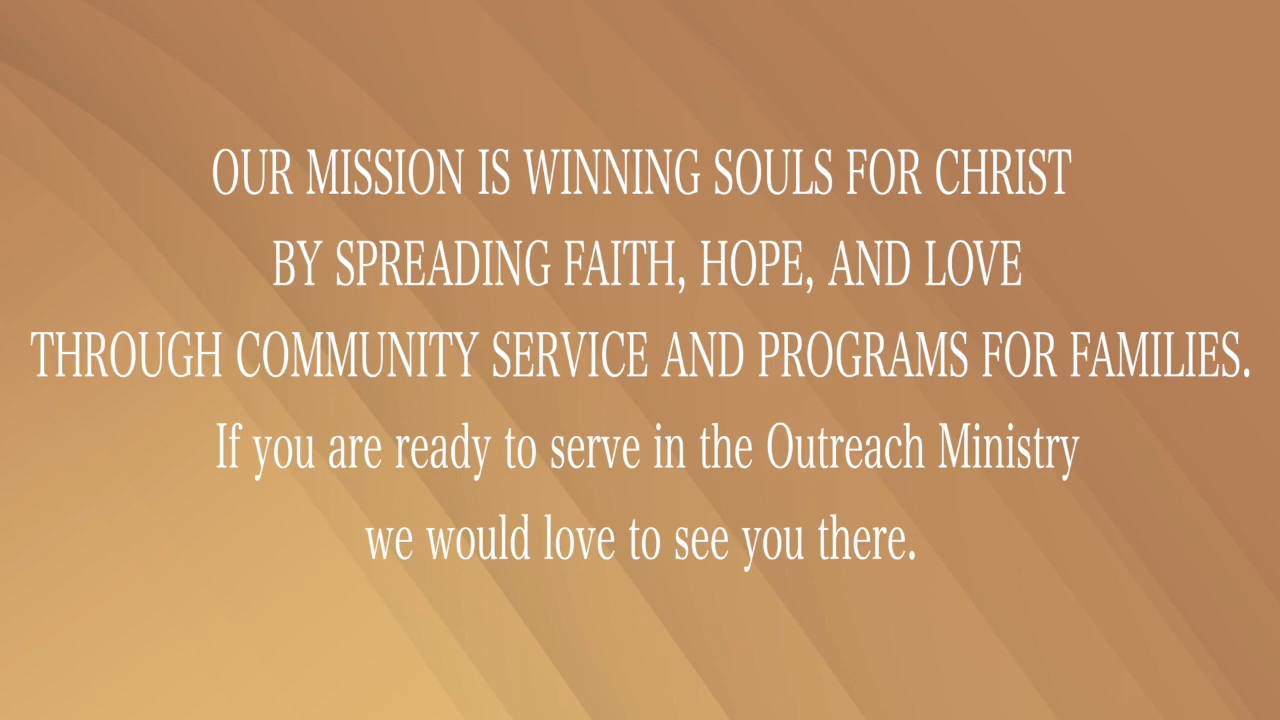 OUR MISSION IS WINNING SOULS FOR CHRIST
BY SPREADING FAITH, HOPE, AND LOVE
THROUGH COMMUNITY SERVICE AND PROGRAMS FOR FAMILIES.
If you are ready to serve in the Outreach Ministry
we would love to see you there.